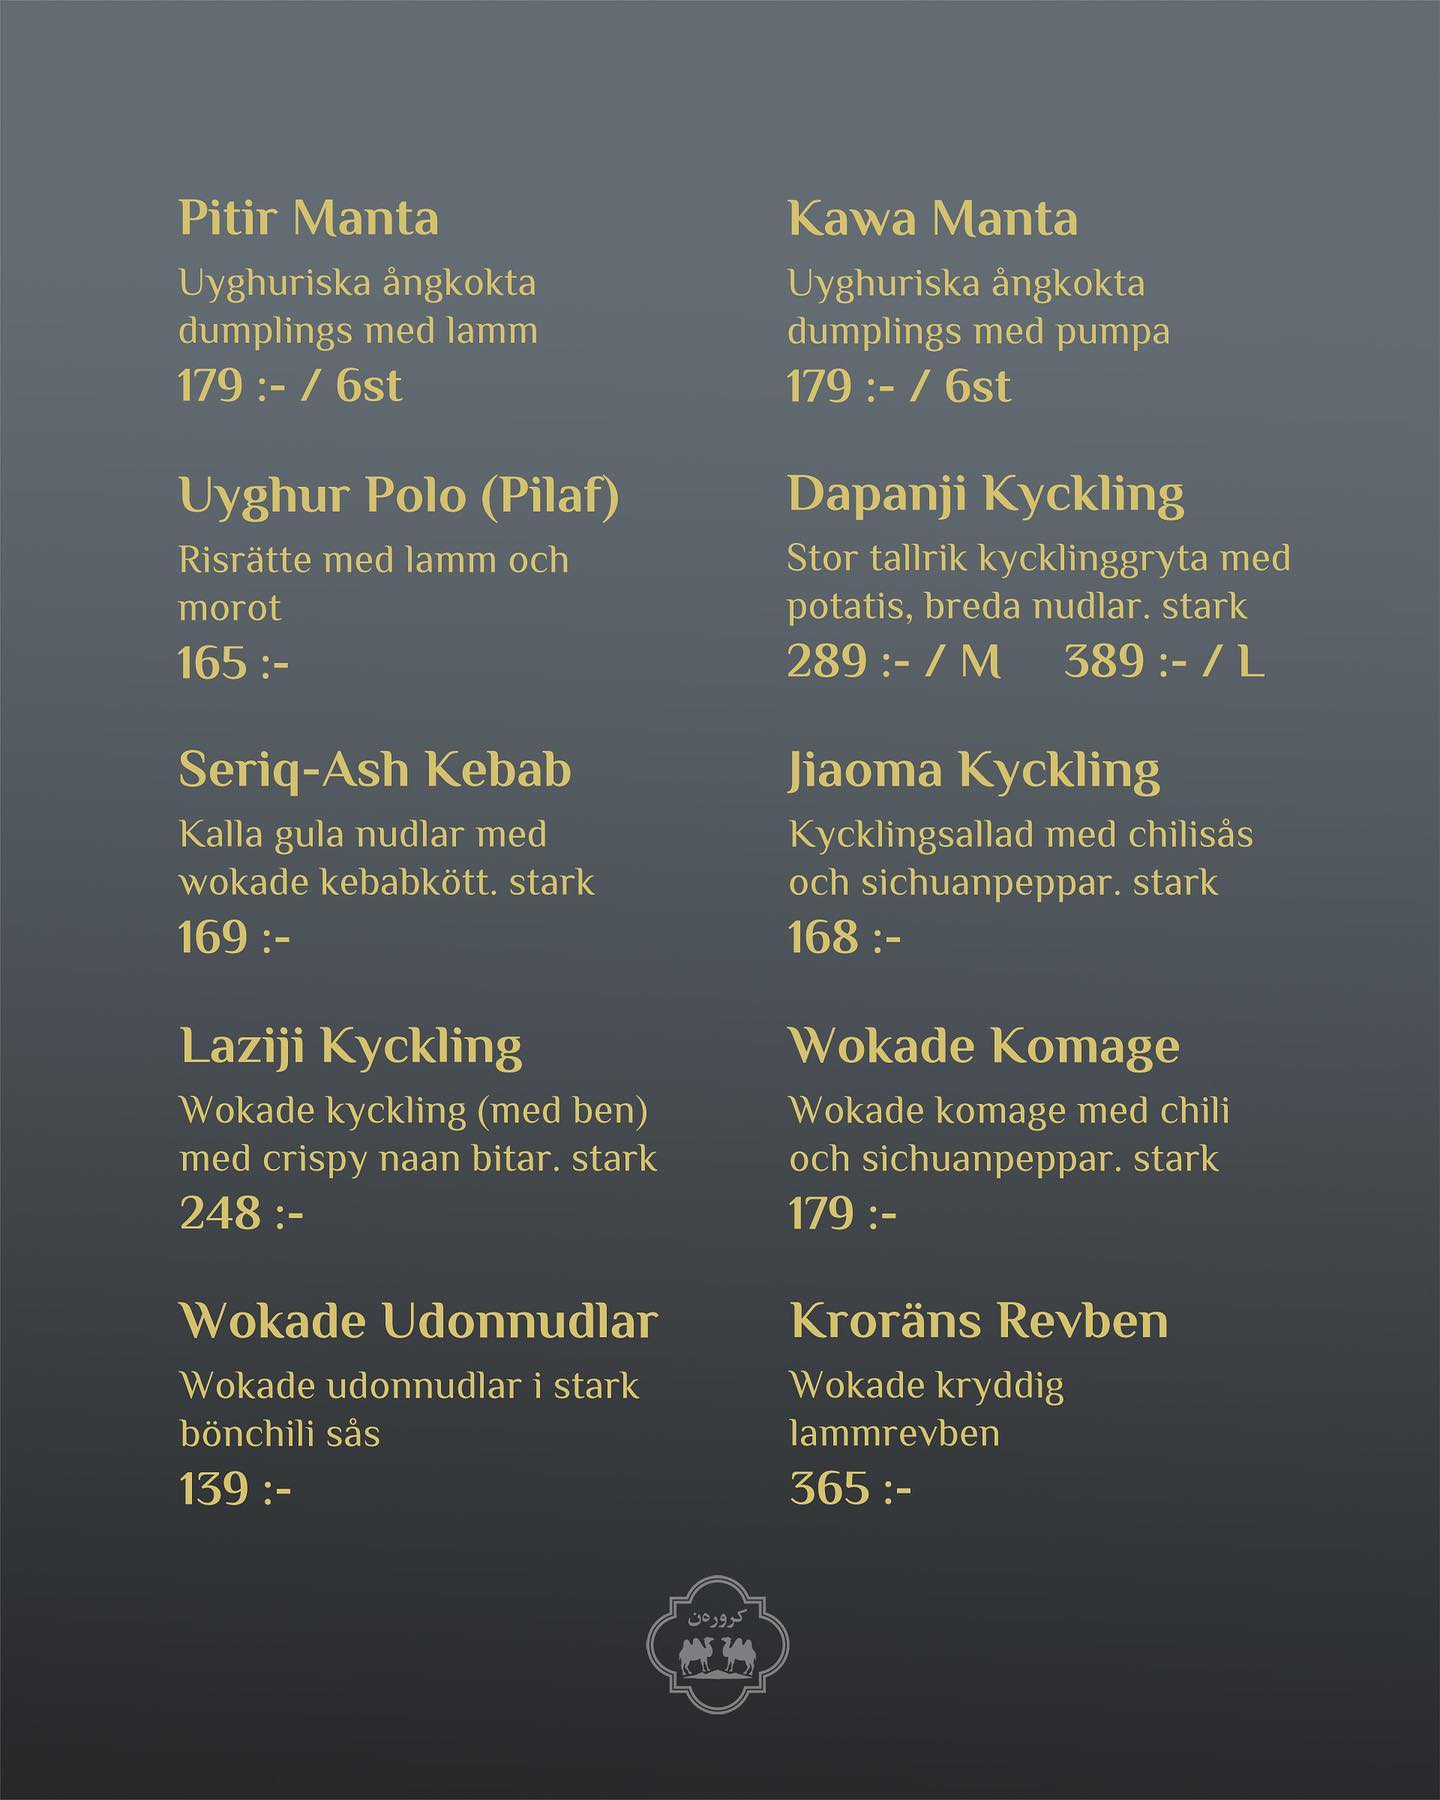 Pitir Manta
Uyghuriska ångkokta
dumplings med lamm
179 :- / 6st
Kawa Manta
Uyghuriska ångkokta
dumplings med pumpa
179 :- / 6st
Uyghur Polo (Pilaf)
Risrätte med lamm och
morot
165 :-
Dapanji Kyckling
Stor tallrik kycklinggryta med
potatis, breda nudlar. stark
289 :- / M 389 :- / L
Seriq-Ash Kebab
Kalla gula nudlar med
wokade kebabkött. stark
169 :-
Jiaoma Kyckling
Kycklingsallad med chilisås
och sichuanpeppar. stark
168 :-
Laziji Kyckling
Wokade kyckling (med ben)
med crispy naan bitar. stark
248 :-
Wokade Komage
Wokade komage med chili
och sichuanpeppar. stark
179 :-
Wokade Udonnudlar
Wokade udonnudlar i stark
bönchili sås
139 :-
Kroräns Revben
Wokade kryddig
lammrevben
365 :-
كرورەن